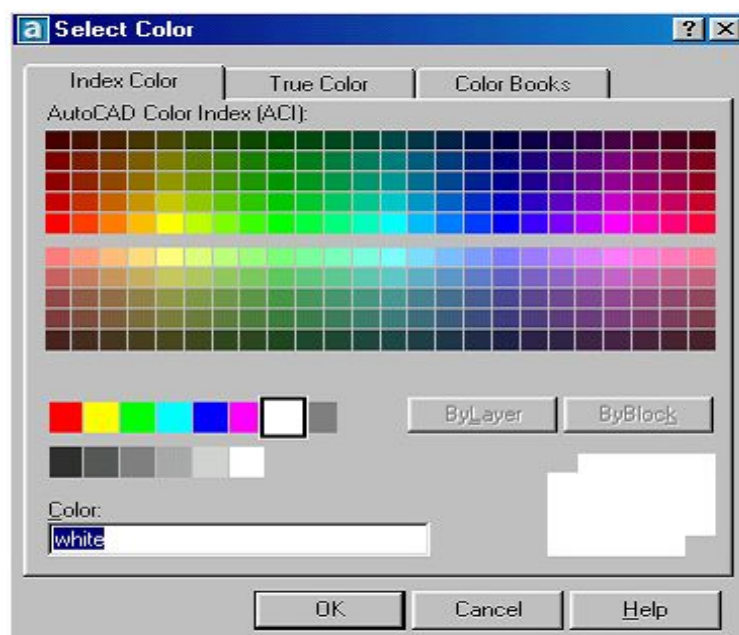 a Select Color ? ×
Index Color True Color Color Books
AutoCAD Color Index (ACI):
ByLayer ByBlock
Color:
white
OK Cancel Help